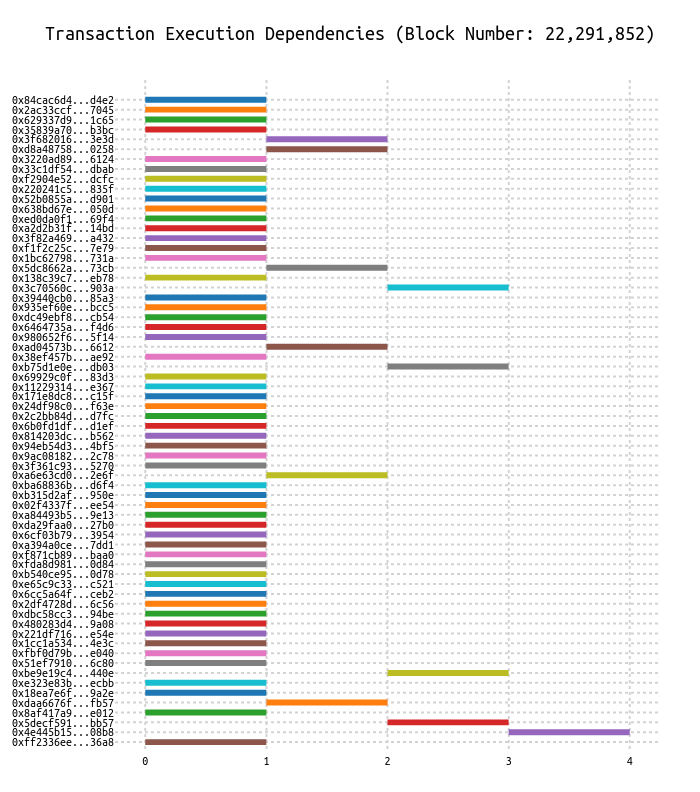 Transaction Execution Dependencies (Block Number: 22,291,852)
0x84cac6d4...d4e2
0x2ac33ccf...7045
0x629337d9...1c65
0x35839a70...b3bc
0x3f682016...3e3d
0xd8a48758...0258
0x3220ad89...6124
0x33c1df54...dbab
0xf2904e52...dcfc
0x220241c5...835f
0x52b0855a...d901
0x638bd67e...050d
0xed0da0f1...69f4
0xa2d2b31f...14bd
0x3f82a469...a432
0xf1f2c25c...7e79
0x1bc62798...731a
0x5dc8662a...73cb
0x138c39c7...eb78
0x3c70560c...903a
0x39440cb0...85a3
0x935ef60e...bcc5
0xdc49ebf8...cb54
0x6464735a...f4d6
0x980652f6...5f14
0xad04573b...6612
0x38ef457b...ae92
0xb75d1e0e...db03
0x69929c0f...83d3
0x11229314...e367
0x171e8dc8...c15f
0x24df98c0...f63e
0x2c2bb84d...d7fc
0x6b0fd1df...d1ef
0x814203dc...b562
0x94eb54d3...4bf5
0x9ac08182...2c78
0x3f361c93...5270
0xa6e63cd0...2e6f
0xba68836b...d6f4
0xb315d2af...950e
0x02f4337f...ee54
0xa84493b5...9e13
0xda29faa0...27b0
0x6cf03b79...3954
0xa394a0ce...7dd1
0xf871cb89...baa0
0xfda8d981...0d84
0xb540ce95...0d78
0xe65c9c33...c521
0x6cc5a64f...ceb2
0x2df4728d...6c56
0xdbc58cc3...94be
0x480283d4...9a08
0x221df716...e54e
0x1cc1a534...4e3c
0xfbf0d79b...e040
0x51ef7910...6c80
0xbe9e19c4...440e
0xe323e83b...ecbb
0x18ea7e6f...9a2e
0xdaa6676f...fb57
0x8af417a9...e012
0x5decf591...bb57
0x4e445b15...08b8
0xff2336ee...36a8
0 1 2 3 4